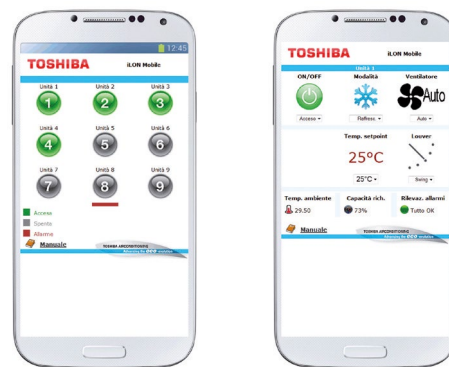 12:45
TOSHIBA iLON Mobile
Unità 1 Unità 2 Unità 3
1 2 3
Unità 4 Unità 5 Unità 6
4 5 6
Unità 7 Unità 8 Unità 9
7 8 9
Acceso
Spento
Allarme
Manuale
TOSHIBA AIRCONDITIONING
TOSHIBA iLON Mobile
Unità 1
ON/OFF Modalità Ventilatore
Auto
Acceso Raffresc. Auto
Temp. setpoint Louver
25°C
25°C Swing
Temp. ambiente Capacità rich. Rilevaz. allarmi
29.50 73% Tutto OK
Manuale
TOSHIBA AIRCONDITIONING